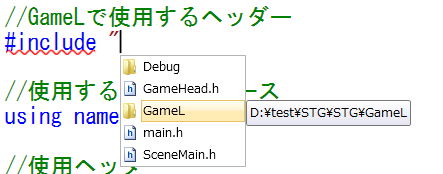 //GameLで使用するヘッダー
#include "
Debug
GameHead.h
GameL
D:¥test¥STG¥STG¥GameL
main.h
SceneMain.h
//使用する
ース
using name
//使用ヘッ